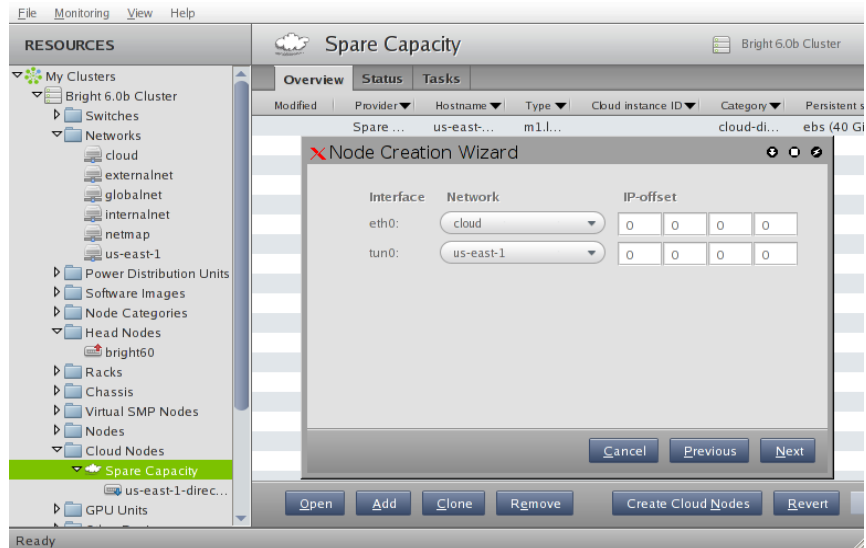 File Monitoring View Help
RESOURCES
Spare Capacity
Bright 6.0b Cluster
My Clusters
Bright 6.0b Cluster
Switches
Networks
cloud
externalnet
globalnet
internalnet
netmap
us-east-1
Power Distribution Units
Software Images
Node Categories
Head Nodes
bright60
Racks
Chassis
Virtual SMP Nodes
Nodes
Cloud Nodes
Spare Capacity
us-east-1-direc...
GPU Units
Overview Status Tasks
Modified Provider Hostname Type Cloud instance ID Category Persistent s
Spare ... us-east-... m1.l... cloud-di... ebs (40 Gi
Node Creation Wizard
Interface Network IP-offset
eth0: cloud 0 0 0 0
tun0: us-east-1 0 0 0 0
Cancel Previous Next
Open Add Clone Remove Create Cloud Nodes Revert
Ready